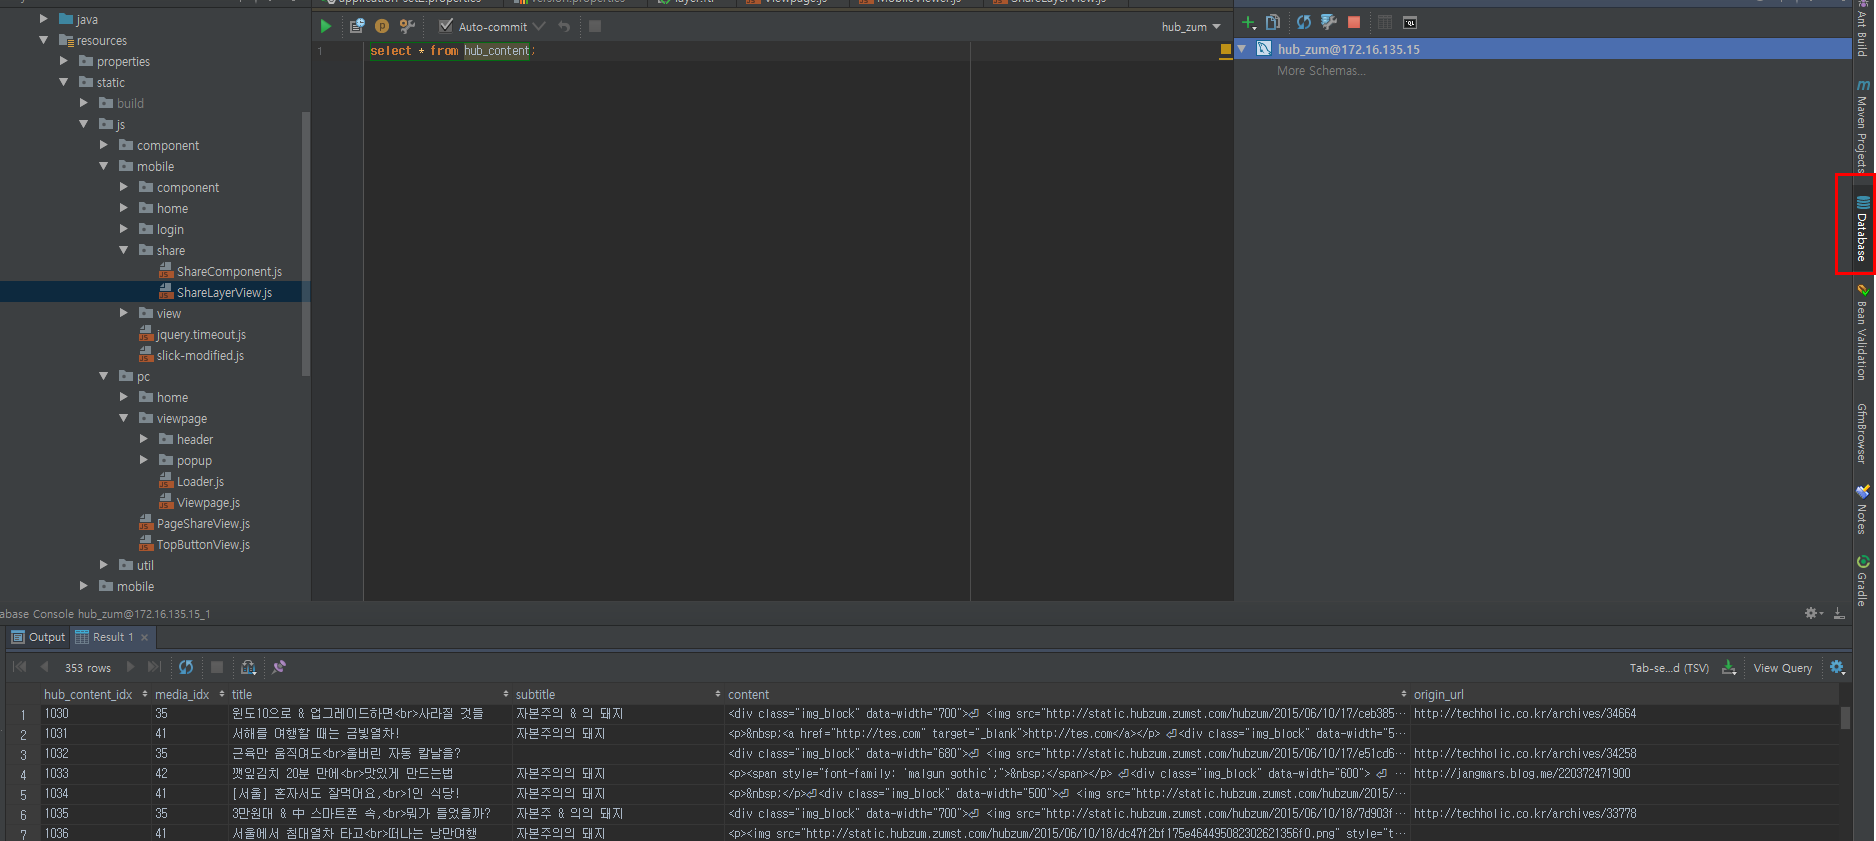 application-setz.properties
version.properties
layer.ftl
Viewpage.js
MobileViewer.js
ShareLayerView.js
java
resources
properties
static
build
js
component
mobile
component
home
login
share
ShareComponent.js
ShareLayerView.js
view
jquery.timeout.js
slick-modified.js
pc
home
viewpage
header
popup
Loader.js
Viewpage.js
PageShareView.js
TopButtonView.js
util
mobile
Auto-commit
hub_zum
1 select * from hub_content;
hub_zum@172.16.135.15
More Schemas...
Ant Build
Maven Projects
Database
Bean Validation
GfmBrowser
Notes
Gradle
abase Console hub_zum@172.16.135.15_1
Output Result 1
353 rows Tab-se...d (TSV) View Query
hub_content_idx media_idx title subtitle content origin_url
1 1030 35 윈도10으로 & 업그레이드하면<br>사라질 것들 자본주의 & 의 돼지 <div class="img_block" data-width="700">⏎ <img src="http://static.hubzum.zumst.com/hubzum/2015/06/10/17/ceb385… http://techholic.co.kr/archives/34664
2 1031 41 서해를 여행할 때는 금빛열차! 자본주의의 돼지 <p>&nbsp;<a href="http://tes.com" target="_blank">http://tes.com</a></p> ⏎<div class="img_block" data-width="5…
3 1032 35 근육만 움직여도<br>울버린 자동 칼날을? <div class="img_block" data-width="680">⏎ <img src="http://static.hubzum.zumst.com/hubzum/2015/06/10/17/e51cd6… http://techholic.co.kr/archives/34258
4 1033 42 깻잎김치 20분 만에<br>맛있게 만드는법 자본주의의 돼지 <p><span style="font-family: 'malgun gothic';">&nbsp;</span></p> ⏎<div class="img_block" data-width="600"> ⏎ … http://jangmars.blog.me/220372471900
5 1034 41 [서울] 혼자서도 잘먹어요,<br>1인 식당! 자본주의의 돼지 <p>&nbsp;</p>⏎<div class="img_block" data-width="500">⏎ <img src="http://static.hubzum.zumst.com/hubzum/2015/…
6 1035 35 3만원대 & 中 스마트폰 속,<br>뭐가 들었을까? 자본주 & 의의 돼지 <div class="img_block" data-width="700">⏎ <img src="http://static.hubzum.zumst.com/hubzum/2015/06/10/18/7d903f… http://techholic.co.kr/archives/33778
7 1036 41 서울에서 침대열차 타고<br>떠나는 낭만여행 자본주의의 돼지 <p><img src="http://static.hubzum.zumst.com/hubzum/2015/06/10/18/dc47f2bf175e464495082302621356f0.png" style="t…